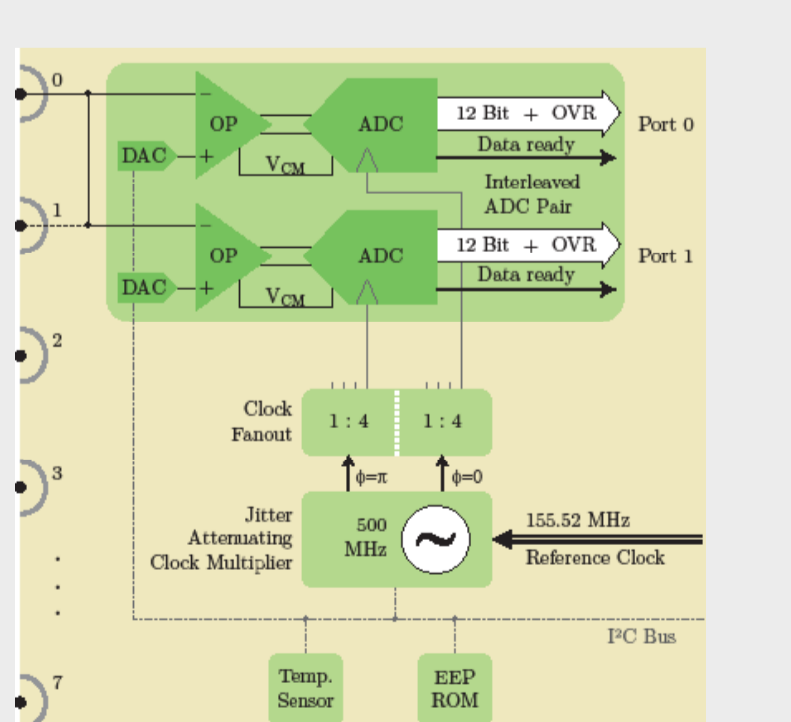 0
OP
ADC
12 Bit + OVR
Port 0
−
DAC
+
V_CM
Data ready
Interleaved
ADC Pair
1
−
OP
ADC
12 Bit + OVR
Port 1
DAC
+
V_CM
Data ready
2
Clock
Fanout
1 : 4
1 : 4
3
ϕ=π
ϕ=0
Jitter
Attenuating
Clock Multiplier
500
MHz
~
155.52 MHz
Reference Clock
I²C Bus
7
Temp.
Sensor
EEP
ROM